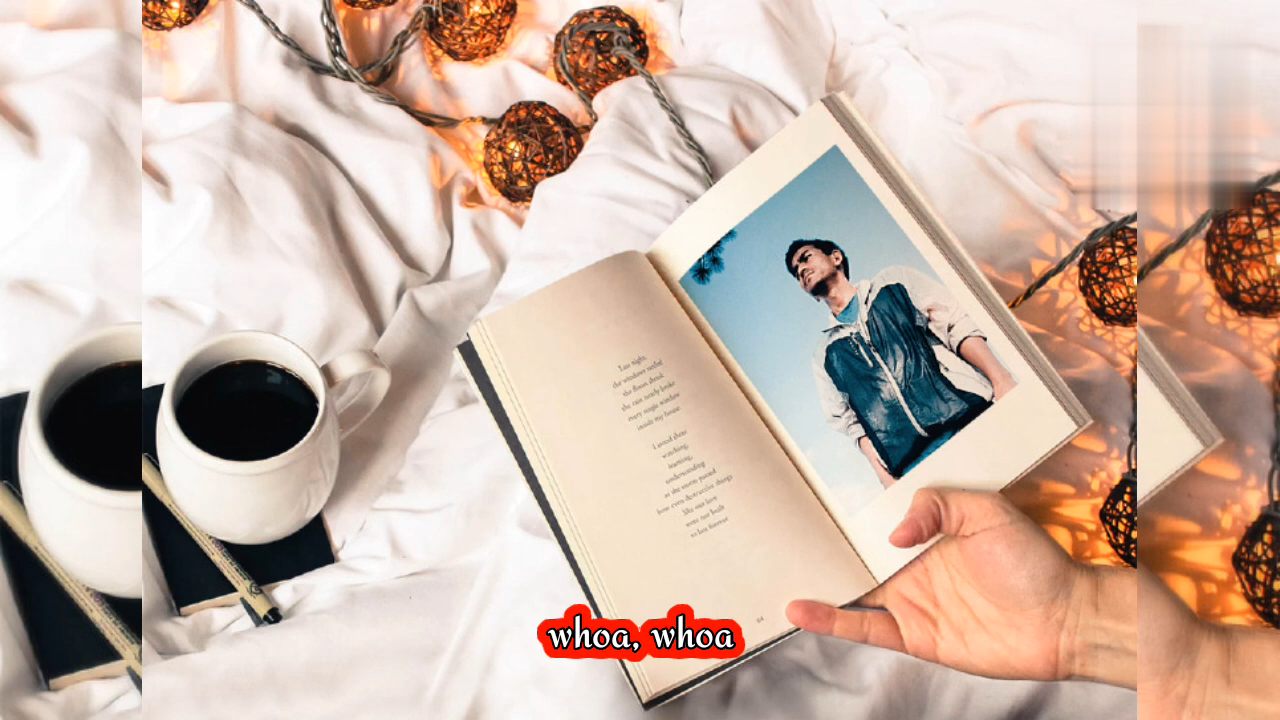 Last night,
the windows rattled
the floors shook
the rain nearly broke
every single window
inside my house.
I stood there
watching,
learning,
understanding
as the storm passed
how even destructive things
like our love
were not built
to last forever
64
whoa, whoa